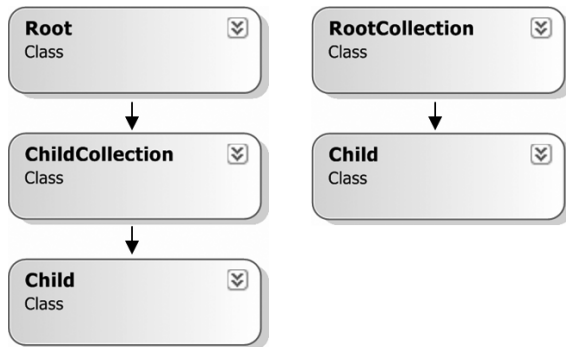 Root
Class
ChildCollection
Class
Child
Class
RootCollection
Class
Child
Class